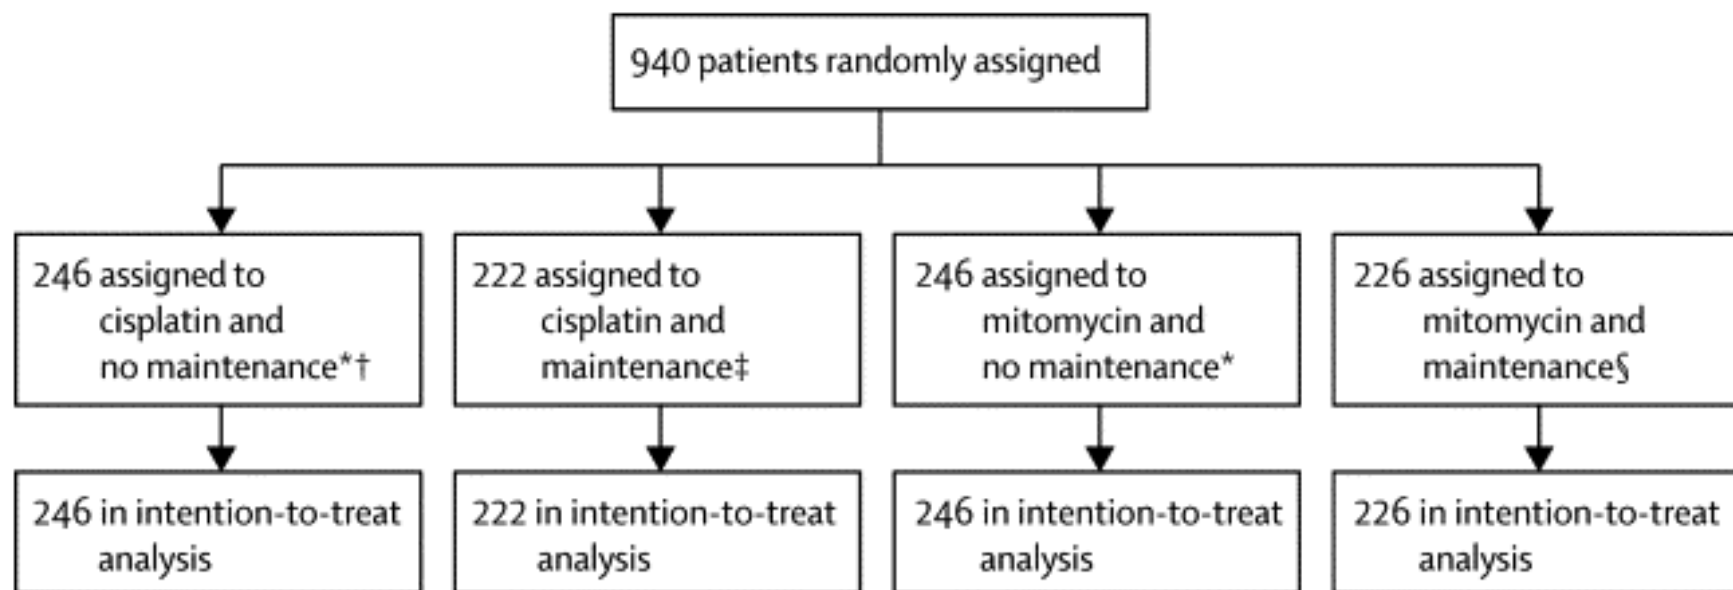 940 patients randomly assigned
246 assigned to
cisplatin and
no maintenance*†
222 assigned to
cisplatin and
maintenance‡
246 assigned to
mitomycin and
no maintenance*
226 assigned to
mitomycin and
maintenance§
246 in intention-to-treat
analysis
222 in intention-to-treat
analysis
246 in intention-to-treat
analysis
226 in intention-to-treat
analysis